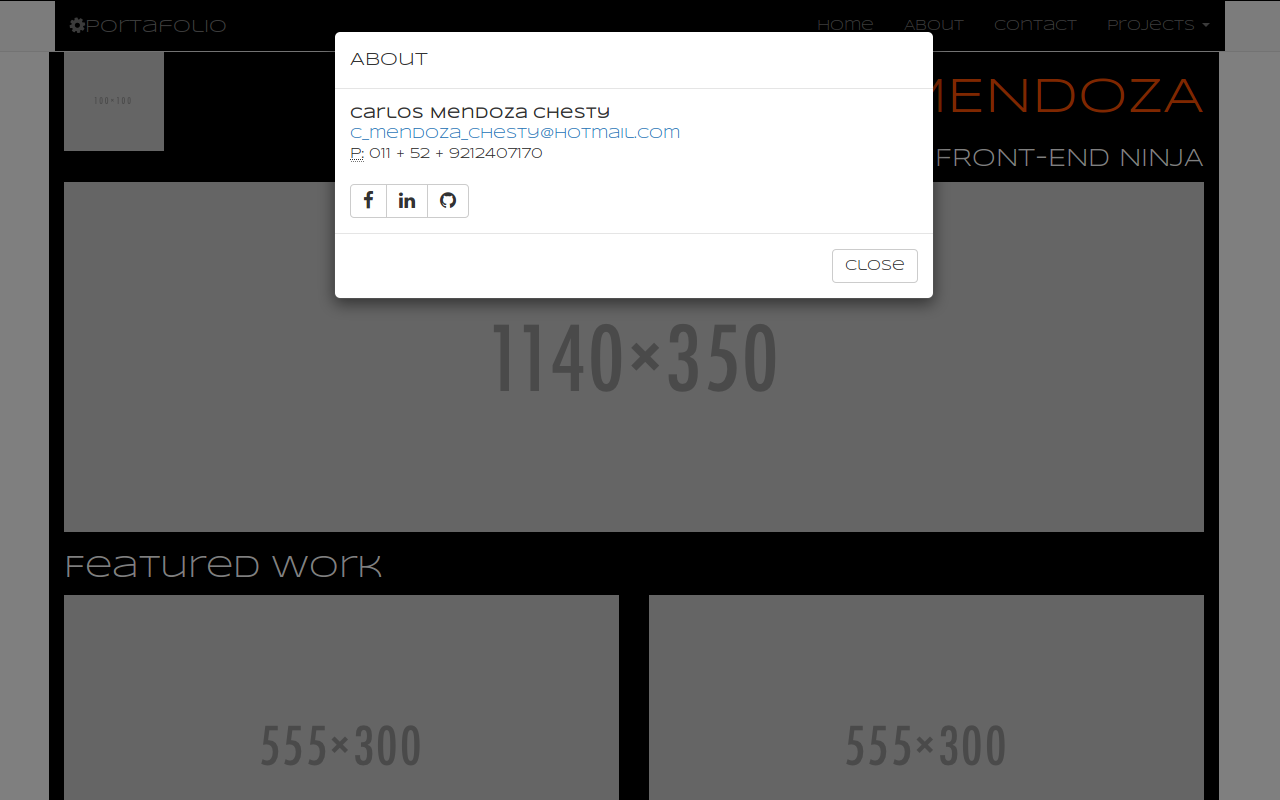 Portafolio
Home About Contact Projects
About
Carlos Mendoza Chesty
c_mendoza_chesty@hotmail.com
P: 011 + 52 + 9212407170
Close
100×100
MENDOZA
FRONT-END NINJA
1140×350
Featured Work
555×300 555×300